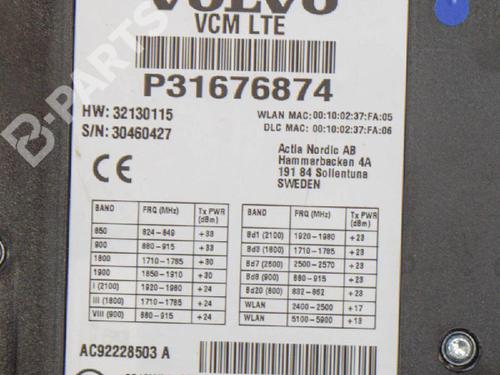 VOLVO
VCM LTE
P31676874
HW: 32130115
S/N: 30460427
WLAN MAC: 00:10:02:37:FA:05
DLC MAC: 00:10:02:37:FA:06
CE
Actia Nordic AB
Hammarbacken 4A
191 84 Sollentuna
SWEDEN
BAND FRQ (MHz) Tx PWR (dBm)
850 824-849 +33
900 880-915 +33
1800 1710-1785 +30
1900 1850-1910 +30
I (2100) 1920-1980 +24
III (1800) 1710-1785 +24
VIII (900) 880-915 +24
BAND FRQ (MHz) Tx PWR (dBm)
Bd1 (2100) 1920-1980 +23
Bd3 (1800) 1710-1785 +23
Bd7 (2600) 2500-2570 +23
Bd8 (900) 880-915 +23
Bd20 (800) 832-862 +23
WLAN 2400-2500 +17
WLAN 5100-5900 +13
AC92228503 A
B-PARTS